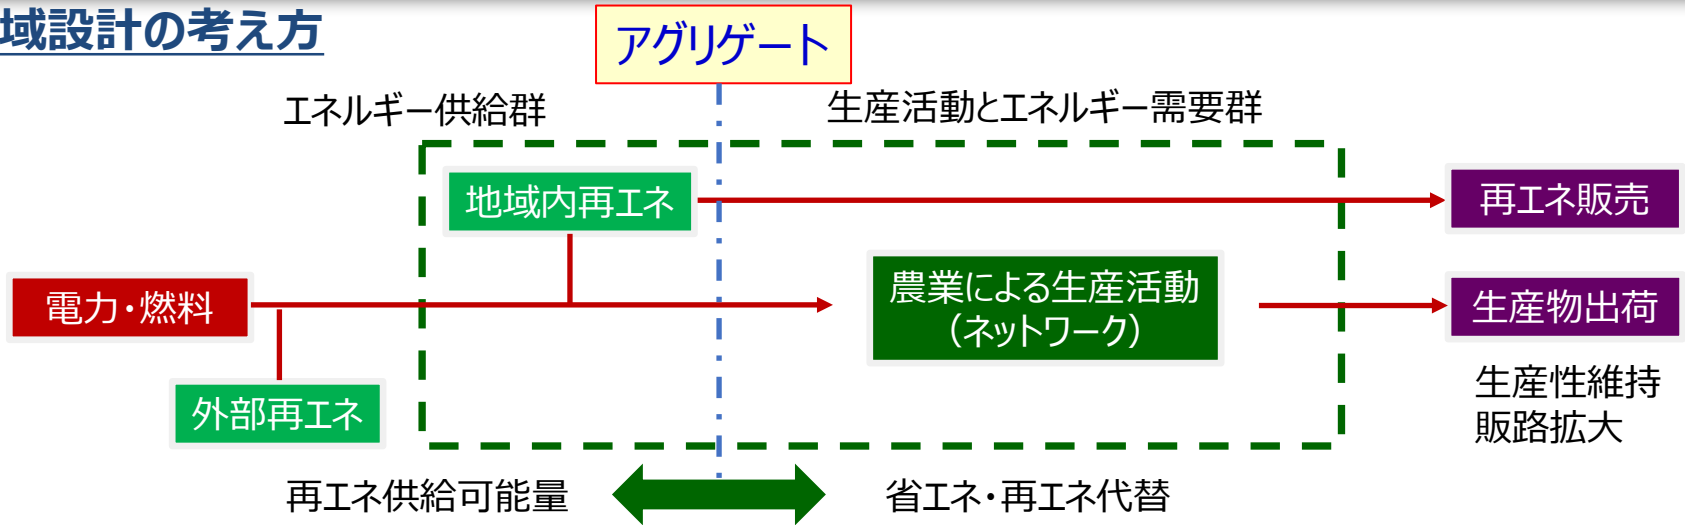 域設計の考え方
アグリゲート
エネルギー供給群
生産活動とエネルギー需要群
地域内再エネ
再エネ販売
電力・燃料
農業による生産活動
（ネットワーク）
生産物出荷
外部再エネ
生産性維持
販路拡大
再エネ供給可能量
省エネ・再エネ代替